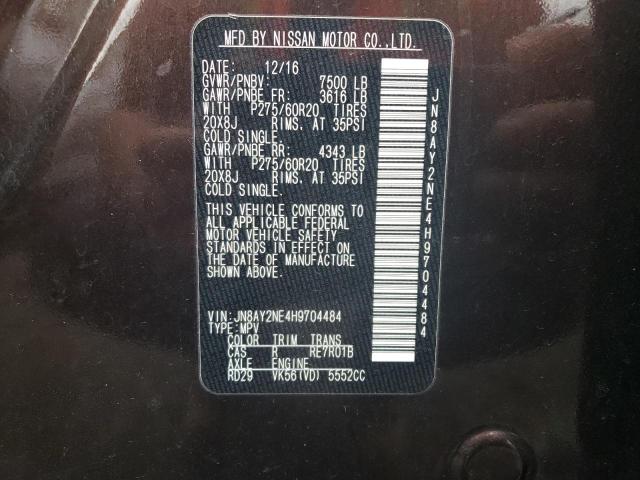 MFD BY NISSAN MOTOR CO.,LTD.
DATE: 12/16
GVWR/PNBV: 7500 LB
GAWR/PNBE FR: 3616 LB
WITH P275/60R20 TIRES
20X8J RIMS. AT 35PSI
COLD SINGLE.
GAWR/PNBE RR: 4343 LB
WITH P275/60R20 TIRES
20X8J RIMS. AT 35PSI
COLD SINGLE.
THIS VEHICLE CONFORMS TO
ALL APPLICABLE FEDERAL
MOTOR VEHICLE SAFETY
STANDARDS IN EFFECT ON
THE DATE OF MANUFACTURE
SHOWN ABOVE.
VIN: JN8AY2NE4H9704484
TYPE: MPV
COLOR TRIM TRANS
CAS R RE7R01B
AXLE ENGINE
RD29 VK56(VD) 5552CC
JN8AY2NE4H9704484